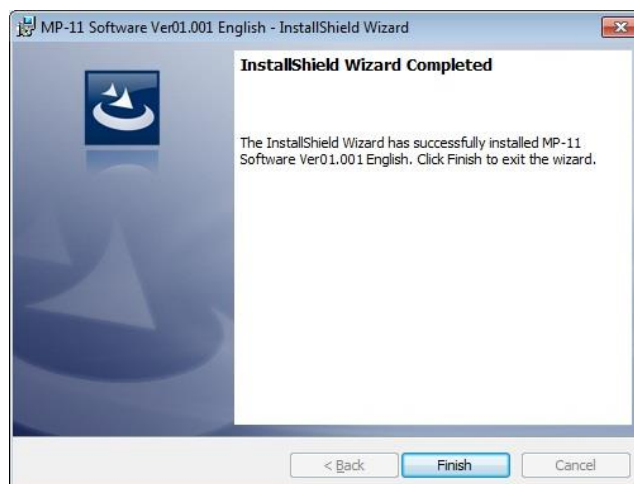 MP-11 Software Ver01.001 English - InstallShield Wizard
InstallShield Wizard Completed
The InstallShield Wizard has successfully installed MP-11
Software Ver01.001 English. Click Finish to exit the wizard.
< Back
Finish
Cancel